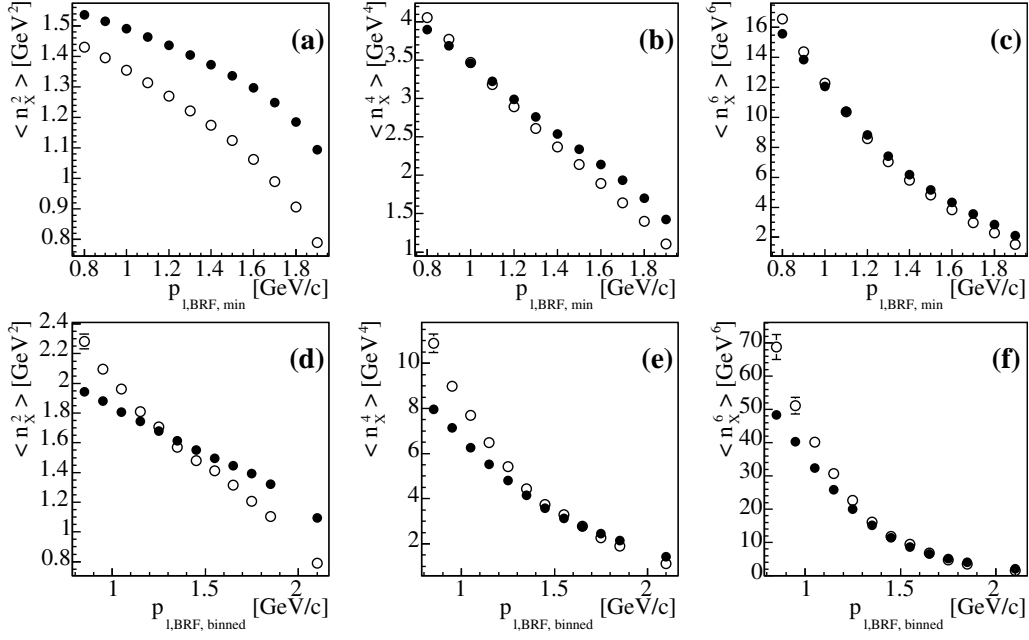 (a)
< n_X^2 > [GeV^2]
1.5
1.4
1.3
1.2
1.1
1
0.9
0.8
0.8 1 1.2 1.4 1.6 1.8
p_l,BRF, min [GeV/c]
(b)
< n_X^4 > [GeV^4]
4
3.5
3
2.5
2
1.5
1
0.8 1 1.2 1.4 1.6 1.8
p_l,BRF, min [GeV/c]
(c)
< n_X^6 > [GeV^6]
16
14
12
10
8
6
4
2
0.8 1 1.2 1.4 1.6 1.8
p_l,BRF, min [GeV/c]
(d)
< n_X^2 > [GeV^2]
2.4
2.2
2
1.8
1.6
1.4
1.2
1
0.8
1 1.5 2
p_l,BRF, binned [GeV/c]
(e)
< n_X^4 > [GeV^4]
10
8
6
4
2
1 1.5 2
p_l,BRF, binned [GeV/c]
(f)
< n_X^6 > [GeV^6]
70
60
50
40
30
20
10
0
1 1.5 2
p_l,BRF, binned [GeV/c]